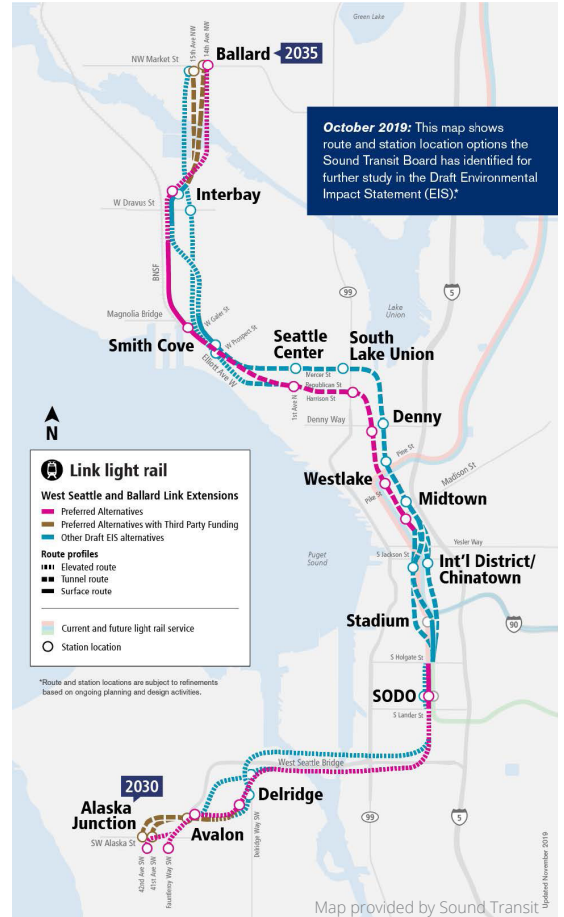 Green Lake
15th Ave NW
14th Ave NW
NW Market St
Ballard
2035
October 2019: This map shows
route and station location options the
Sound Transit Board has identified for
further study in the Draft Environmental
Impact Statement (EIS).*
W Dravus St
Interbay
BNSF
99
5
Lake
Union
Magnolia Bridge
W Galer St
W Prospect St
Smith Cove
Elliott Ave W
Seattle
Center
South
Lake Union
Mercer St
Republican St
Harrison St
1st Ave N
Denny Way
Denny
N
Pine St
Westlake
Pike St
Madison St
Midtown
Link light rail
West Seattle and Ballard Link Extensions
Preferred Alternatives
Preferred Alternatives with Third Party Funding
Other Draft EIS alternatives
Route profiles
Elevated route
Tunnel route
Surface route
Current and future light rail service
Station location
*Route and station locations are subject to refinements
based on ongoing planning and design activities.
Puget
Sound
Yesler Way
S Jackson St
Int'l District/
Chinatown
Stadium
90
S Holgate St
SODO
S Lander St
West Seattle Bridge
2030
Alaska
Junction
Delridge
Avalon
SW Alaska St
42nd Ave SW
41st Ave SW
Fauntleroy Way SW
Delridge Way SW
99
5
Updated November 2019
Map provided by Sound Transit